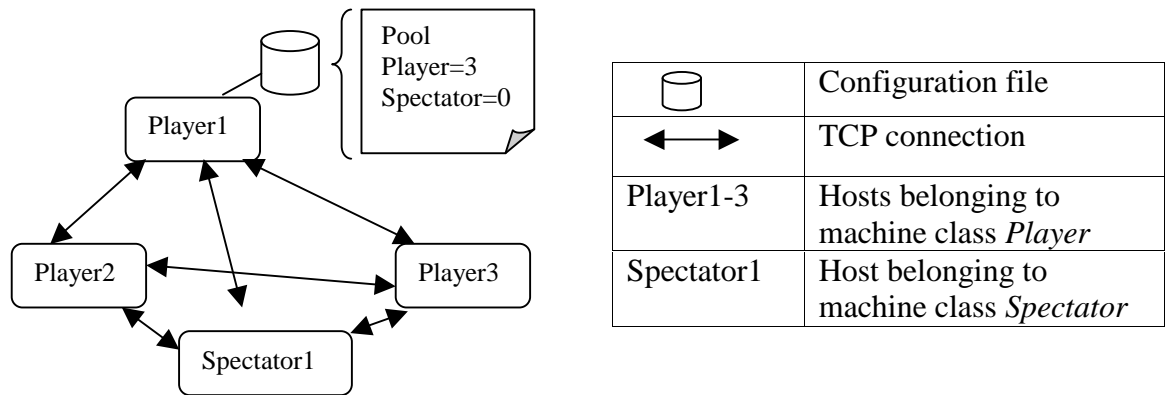 Pool
Player=3
Spectator=0
Player1
Player2
Player3
Spectator1
Configuration file
TCP connection
Player1-3
Hosts belonging to
machine class Player
Spectator1
Host belonging to
machine class Spectator